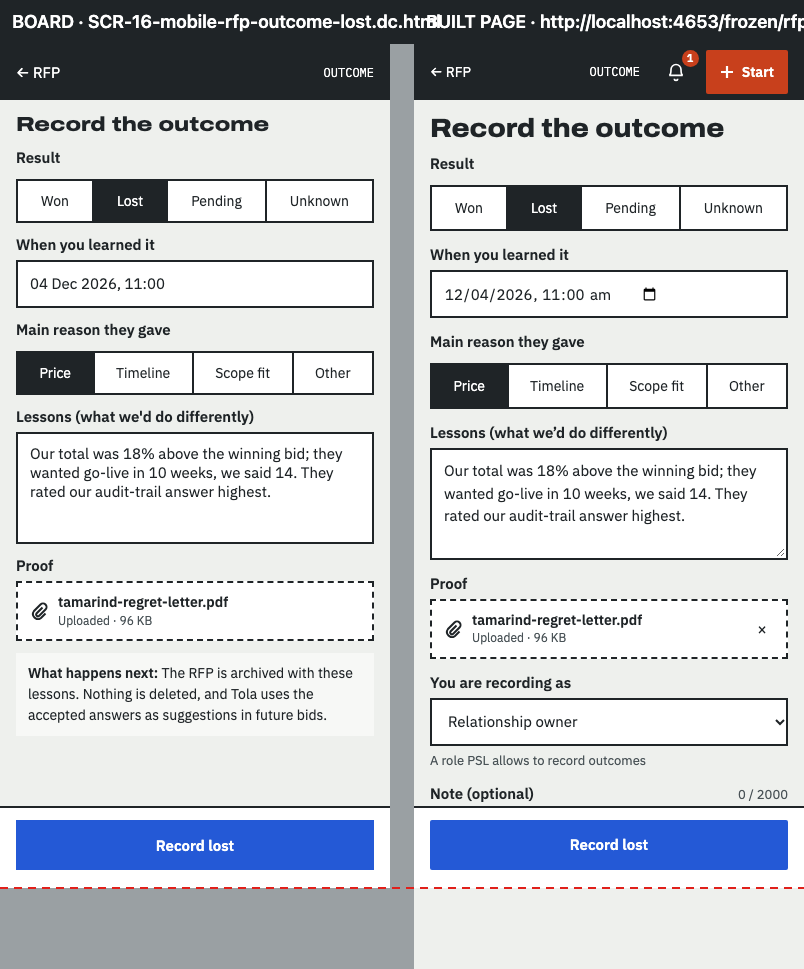 BOARD · SCR-16-mobile-rfp-outcome-lost.dc.html
← RFP
OUTCOME
Record the outcome
Result
Won
Lost
Pending
Unknown
When you learned it
04 Dec 2026, 11:00
Main reason they gave
Price
Timeline
Scope fit
Other
Lessons (what we'd do differently)
Our total was 18% above the winning bid; they
wanted go-live in 10 weeks, we said 14. They
rated our audit-trail answer highest.
Proof
tamarind-regret-letter.pdf
Uploaded · 96 KB
What happens next: The RFP is archived with these
lessons. Nothing is deleted, and Tola uses the
accepted answers as suggestions in future bids.
Record lost
BUILT PAGE · http://localhost:4653/frozen/rfp
← RFP
OUTCOME
1
+ Start
Record the outcome
Result
Won
Lost
Pending
Unknown
When you learned it
12/04/2026, 11:00 am
Main reason they gave
Price
Timeline
Scope fit
Other
Lessons (what we’d do differently)
Our total was 18% above the winning bid; they
wanted go-live in 10 weeks, we said 14. They
rated our audit-trail answer highest.
Proof
tamarind-regret-letter.pdf
Uploaded · 96 KB
×
You are recording as
Relationship owner
A role PSL allows to record outcomes
Note (optional)
0 / 2000
Record lost